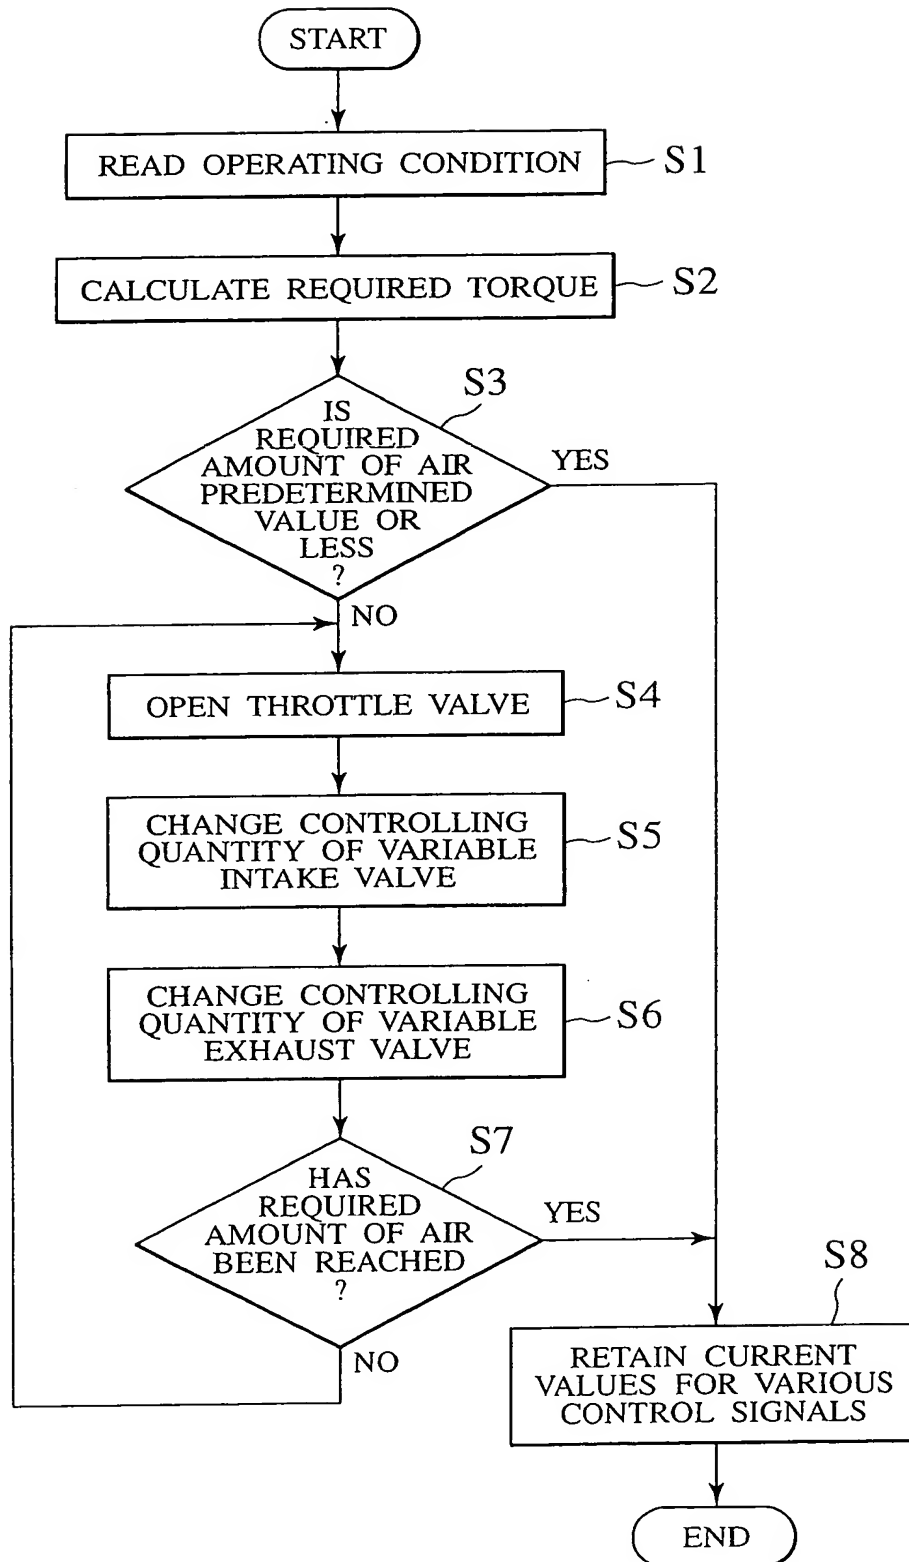 START
READ OPERATING CONDITION
S1
CALCULATE REQUIRED TORQUE
S2
S3
IS
REQUIRED
AMOUNT OF AIR
PREDETERMINED
VALUE OR
LESS
?
YES
NO
OPEN THROTTLE VALVE
S4
CHANGE CONTROLLING
QUANTITY OF VARIABLE
INTAKE VALVE
S5
CHANGE CONTROLLING
QUANTITY OF VARIABLE
EXHAUST VALVE
S6
S7
HAS
REQUIRED
AMOUNT OF AIR
BEEN REACHED
?
YES
NO
S8
RETAIN CURRENT
VALUES FOR VARIOUS
CONTROL SIGNALS
END